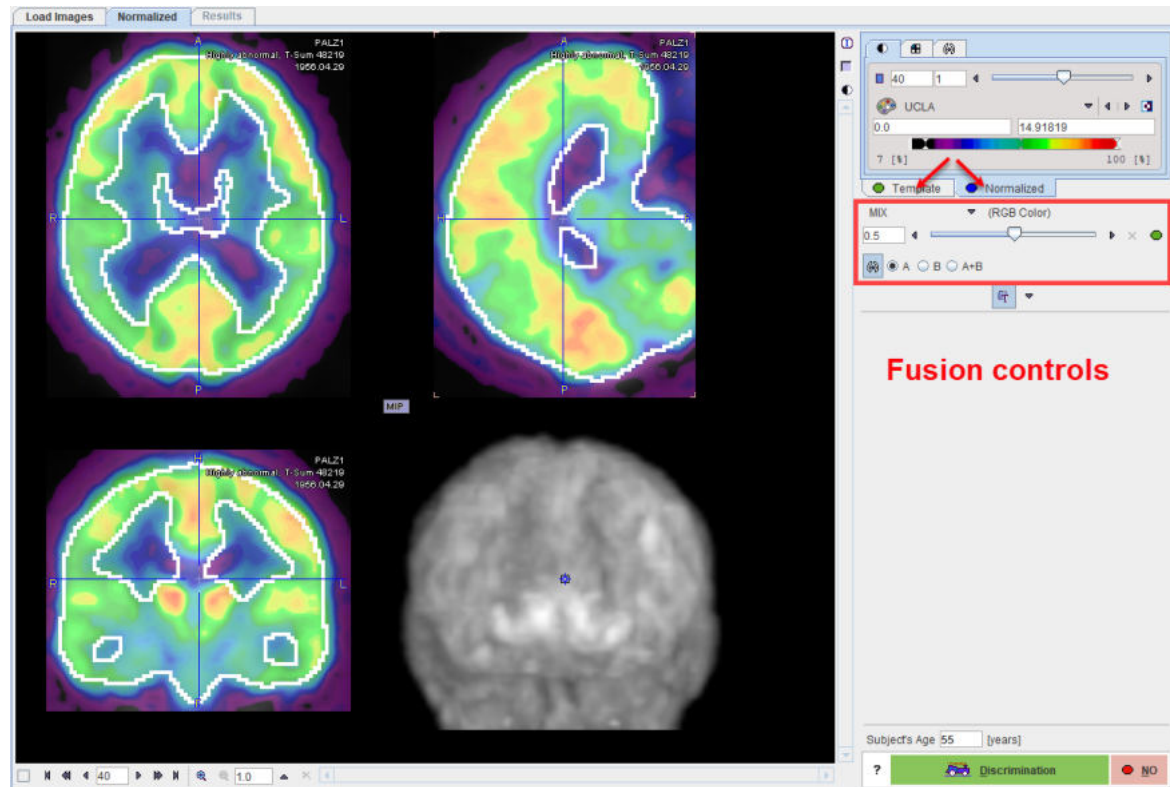 Load Images Normalized Results
A
PALZ1
Highly abnormal, T-Sum 48219
1956.04.29
R
L
P
A
PALZ1
Highly abnormal, T-Sum 48219
1956.04.29
P
MIP
H
PALZ1
Highly abnormal, T-Sum 48219
1956.04.29
R
L
F
40 1.0
40 1
UCLA
0.0 14.91819
7 [%] 100 [%]
Template Normalized
MIX (RGB Color)
0.5
A B A+B
Fusion controls
Subject's Age 55 [years]
? Discrimination NO